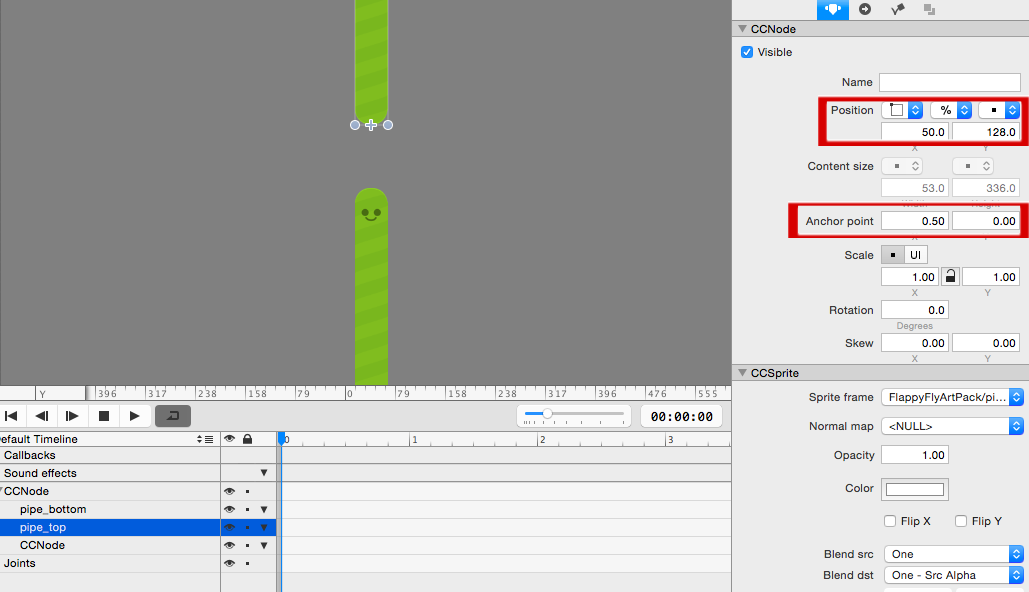 CCNode
Visible
Name
Position %
50.0 128.0
X Y
Content size
53.0 336.0
Anchor point 0.50 0.00
X Y
Scale UI
1.00 1.00
X Y
Rotation 0.0
Degrees
Skew 0.00 0.00
X Y
CCSprite
Sprite frame FlappyFlyArtPack/pi...
Normal map <NULL>
Opacity 1.00
Color
Flip X Flip Y
Blend src One
Blend dst One - Src Alpha
Y 396 317 238 158 79 0 79 158 238 317 396 476 555
00:00:00
efault Timeline 0 1 2 3
Callbacks
Sound effects
CCNode
pipe_bottom
pipe_top
CCNode
Joints